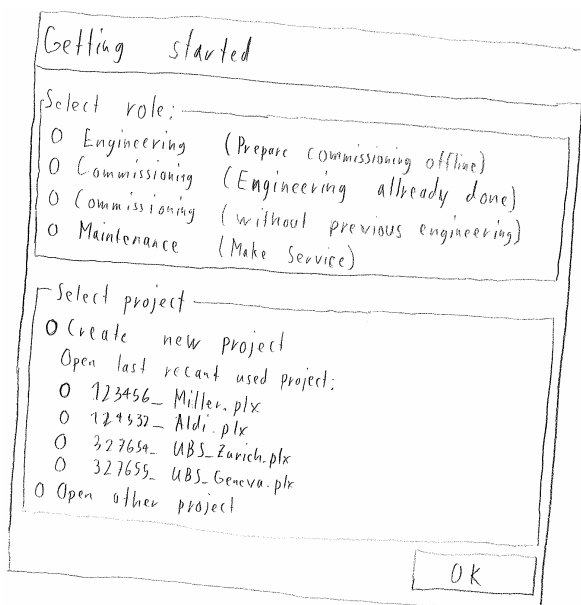 Getting started
Select role:
O Engineering (Prepare commissioning offline)
O Commissioning (Engineering allready done)
O Commissioning (without previous engineering)
O Maintenance (Make Service)
Select project
O Create new project
Open last recant used project:
O 123456_ Miller.plx
O 124532_ Aldi.plx
O 327654_ UBS_Zurich.plx
O 327655_ UBS_Geneva.plx
O Open other project
OK